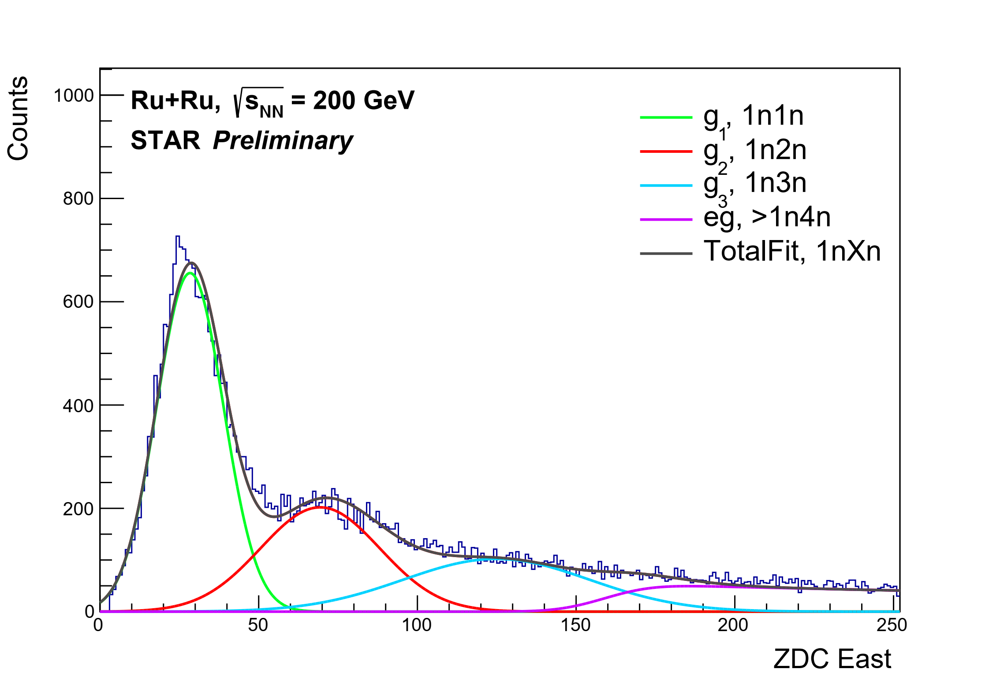 Counts
1000
800
600
400
200
0
Ru+Ru, √sNN = 200 GeV
STAR Preliminary
g1, 1n1n
g2, 1n2n
g3, 1n3n
eg, >1n4n
TotalFit, 1nXn
0 50 100 150 200 250
ZDC East